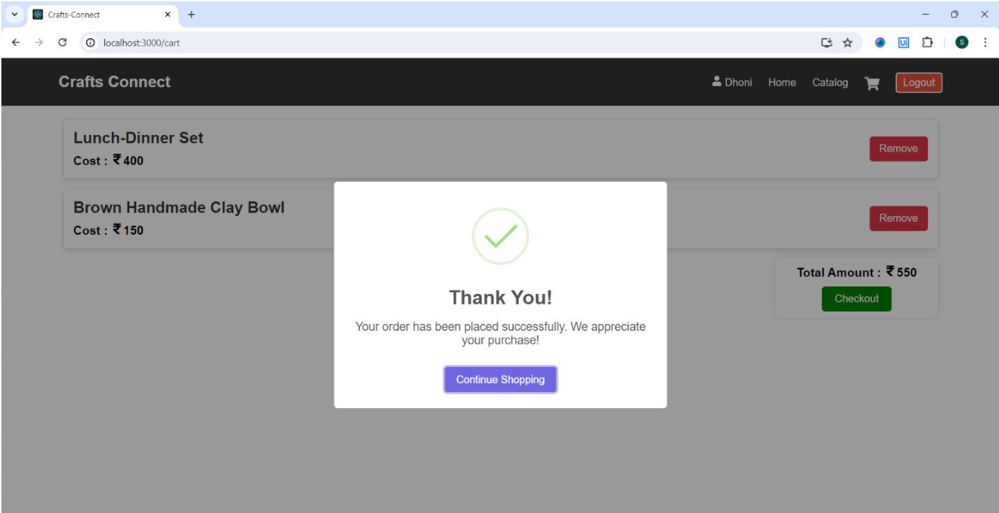 Crafts-Connect
localhost:3000/cart
Ui
S
Crafts Connect
Dhoni Home Catalog Logout
Lunch-Dinner Set
Cost : ₹ 400
Remove
Brown Handmade Clay Bowl
Cost : ₹ 150
Remove
Total Amount : ₹ 550
Checkout
Thank You!
Your order has been placed successfully. We appreciate
your purchase!
Continue Shopping